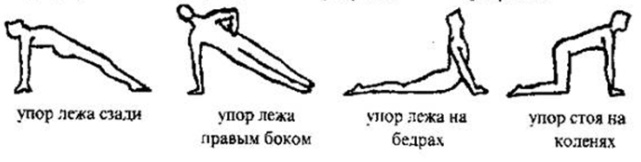 упор лежа сзади
упор лежа
правым боком
упор лежа на
бедрах
упор стоя на
коленях